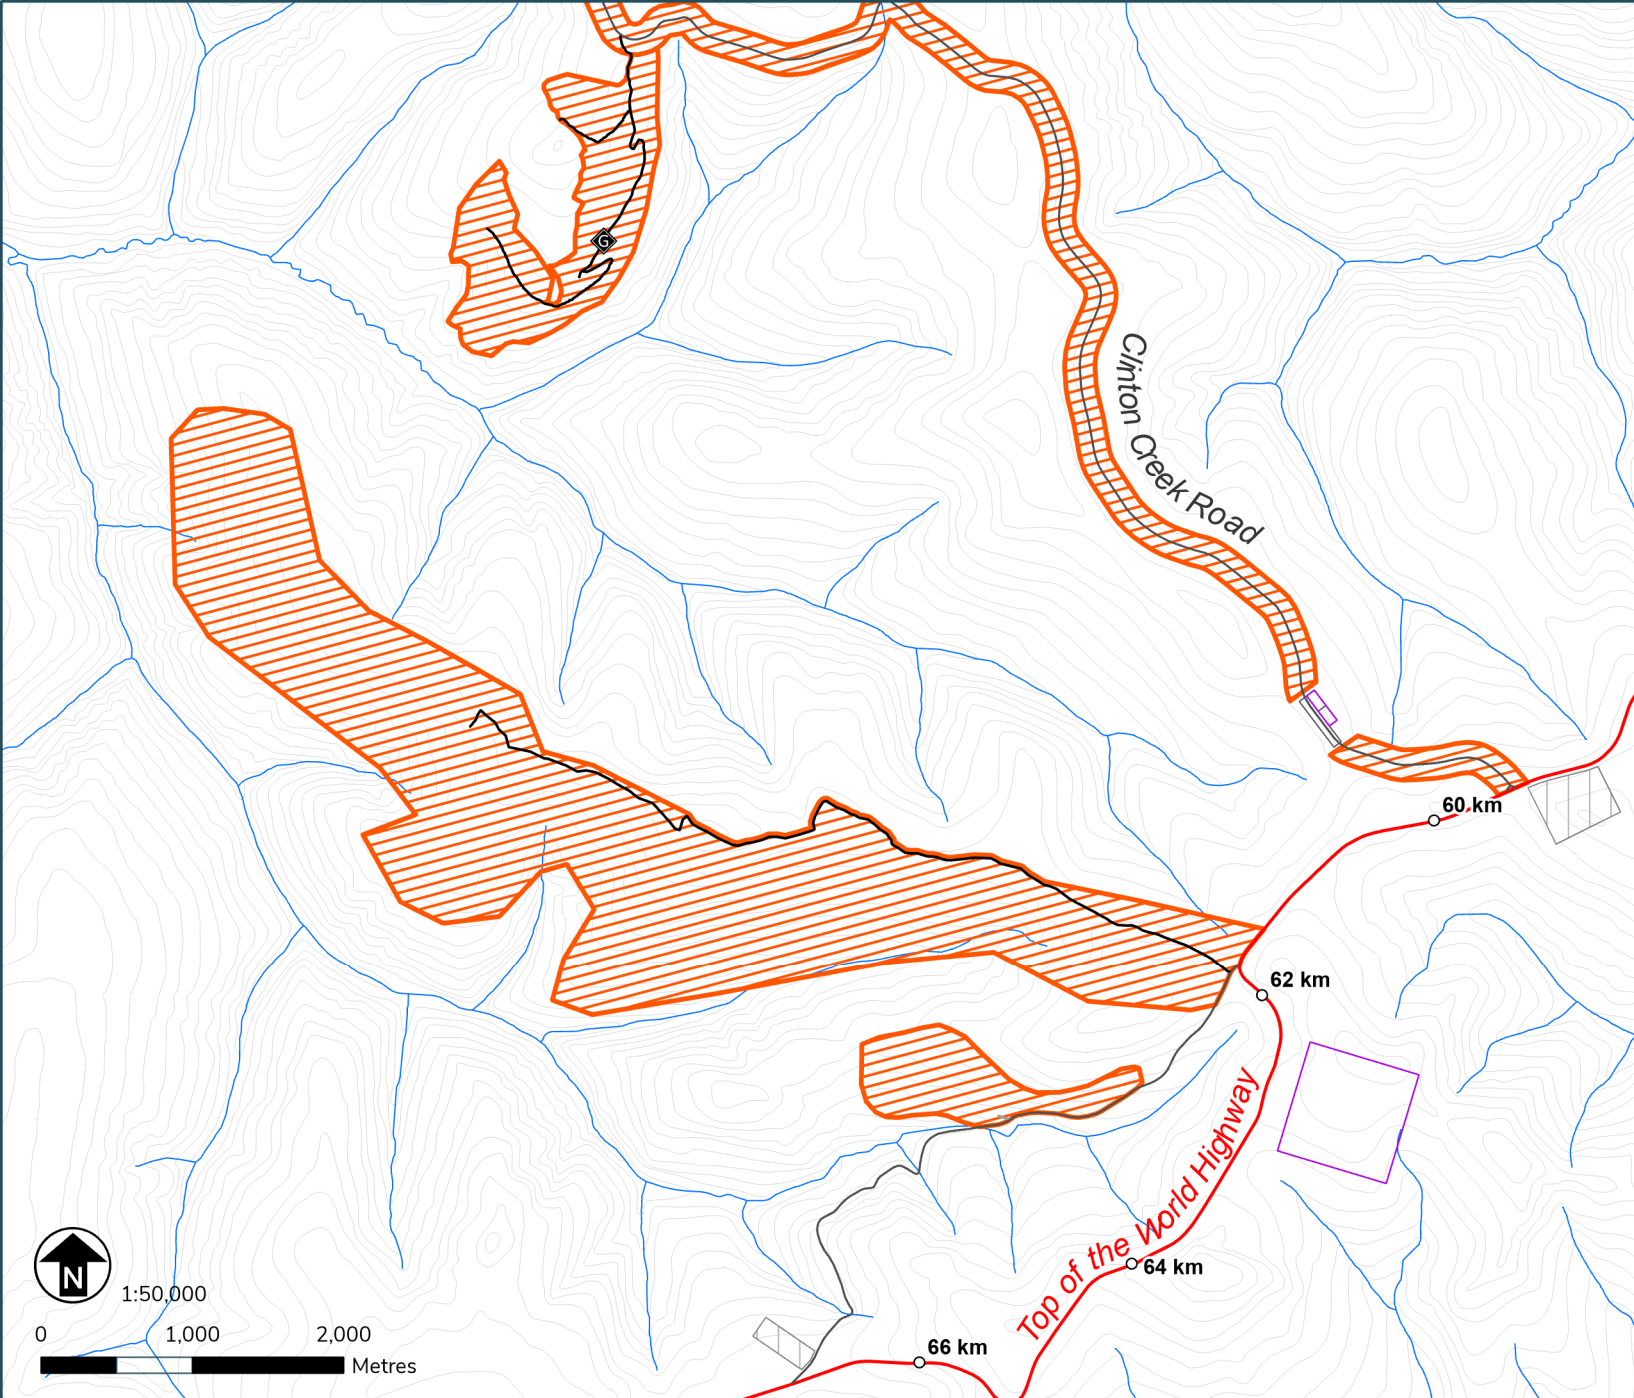 G
Clinton Creek Road
60 km
62 km
Top of the World Highway
64 km
66 km
N
1:50,000
0 1,000 2,000
Metres